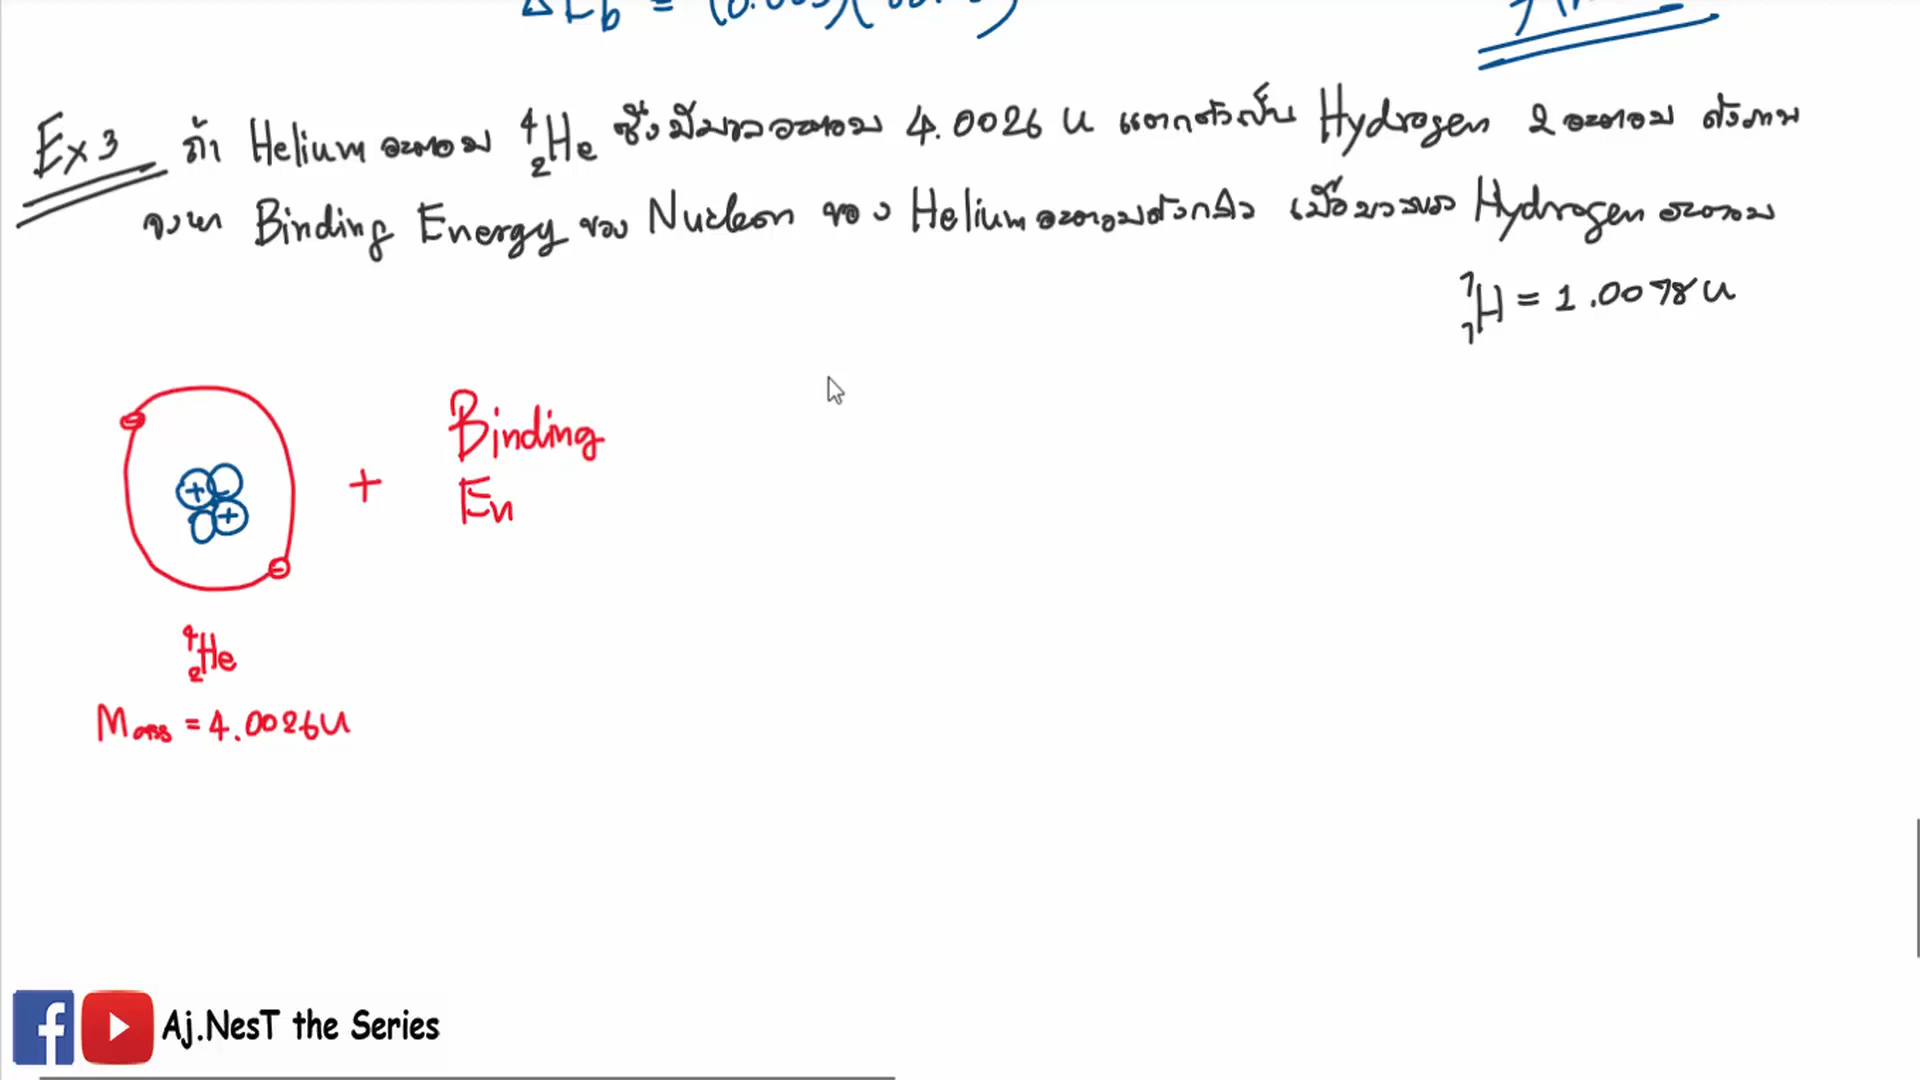 Ex 3 ถ้า Helium อะตอม ⁴₂He ซึ่งมีมวลอะตอม 4.0026 u แตกตัวเป็น Hydrogen 2 อะตอม ดังภาพ
จงหา Binding Energy ของ Nucleon ของ Helium อะตอมดังกล่าว เมื่อมวลของ Hydrogen อะตอม
¹₁H = 1.0078 u
Binding
En
+
⁴₂He
Mass = 4.0026 u
Aj.NesT the Series